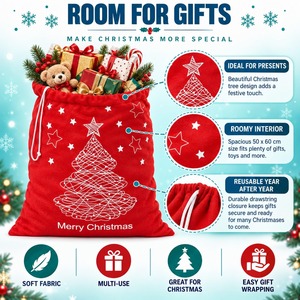 ROOM FOR GIFTS
MAKE CHRISTMAS MORE SPECIAL
IDEAL FOR PRESENTS
Beautiful Christmas
tree design adds a
festive touch.
ROOMY INTERIOR
Spacious 50 x 60 cm
size fits plenty of gifts,
toys and more.
REUSABLE YEAR
AFTER YEAR
Durable drawstring
closure keeps gifts
secure and ready
for many Christmases
to come.
Merry Christmas
SOFT FABRIC
MULTI-USE
GREAT FOR
CHRISTMAS
EASY GIFT
WRAPPING